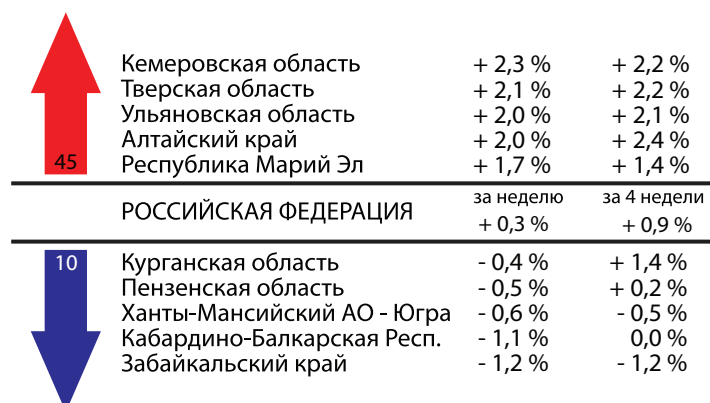 Кемеровская область + 2,3 % + 2,2 %
Тверская область + 2,1 % + 2,2 %
Ульяновская область + 2,0 % + 2,1 %
Алтайский край + 2,0 % + 2,4 %
45 Республика Марий Эл + 1,7 % + 1,4 %
за неделю за 4 недели
РОССИЙСКАЯ ФЕДЕРАЦИЯ + 0,3 % + 0,9 %
10 Курганская область - 0,4 % + 1,4 %
Пензенская область - 0,5 % + 0,2 %
Ханты-Мансийский АО - Югра - 0,6 % - 0,5 %
Кабардино-Балкарская Респ. - 1,1 % 0,0 %
Забайкальский край - 1,2 % - 1,2 %